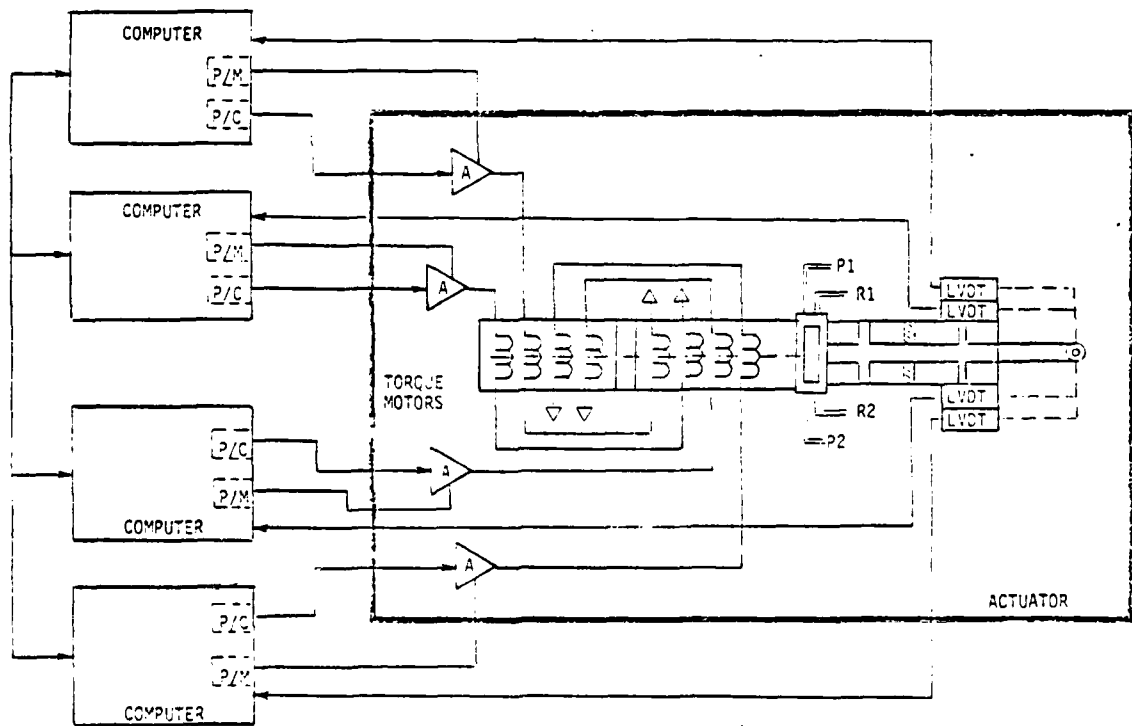 COMPUTER
P/M
P/C
A
COMPUTER
P/M
P/C
A
P1
R1
LVDT
LVDT
TORQUE
MOTORS
LVDT
LVDT
R2
P2
P/C
P/M
A
COMPUTER
A
P/C
P/M
COMPUTER
ACTUATOR